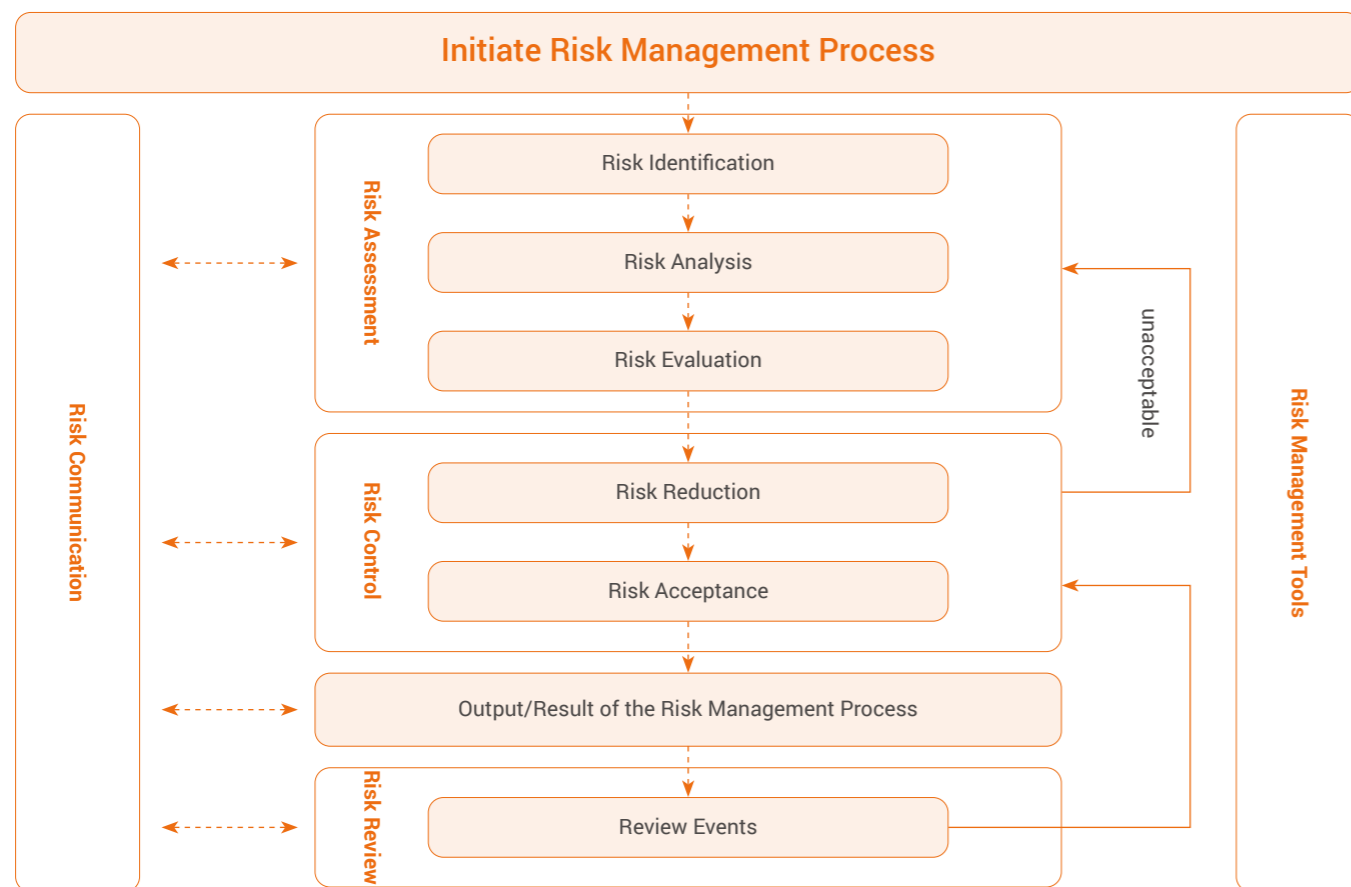 Initiate Risk Management Process
Risk Communication
Risk Assessment
Risk Identification
Risk Analysis
Risk Evaluation
unacceptable
Risk Control
Risk Reduction
Risk Acceptance
Output/Result of the Risk Management Process
Risk Review
Review Events
Risk Management Tools